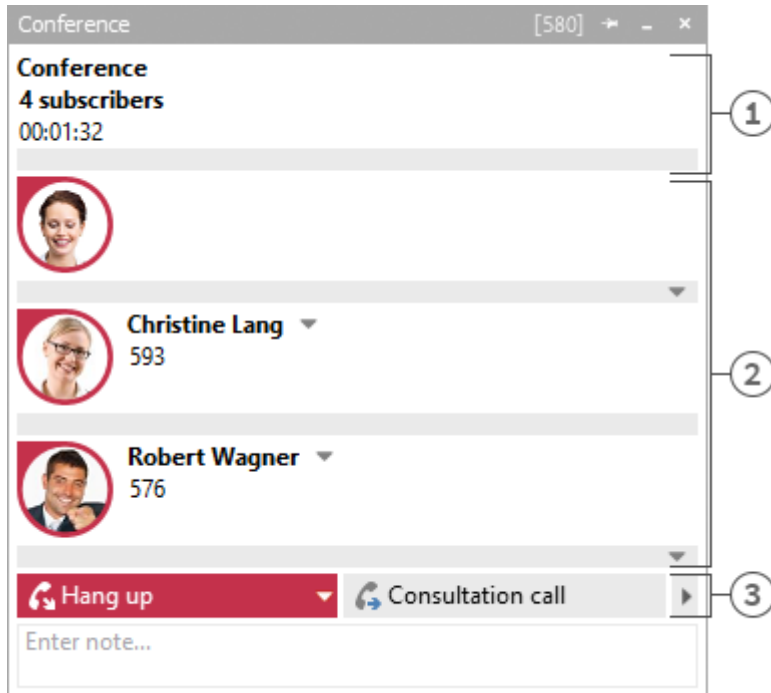 Conference [580]
Conference
4 subscribers
00:01:32
1
Christine Lang
593
2
Robert Wagner
576
Hang up Consultation call
3
Enter note...